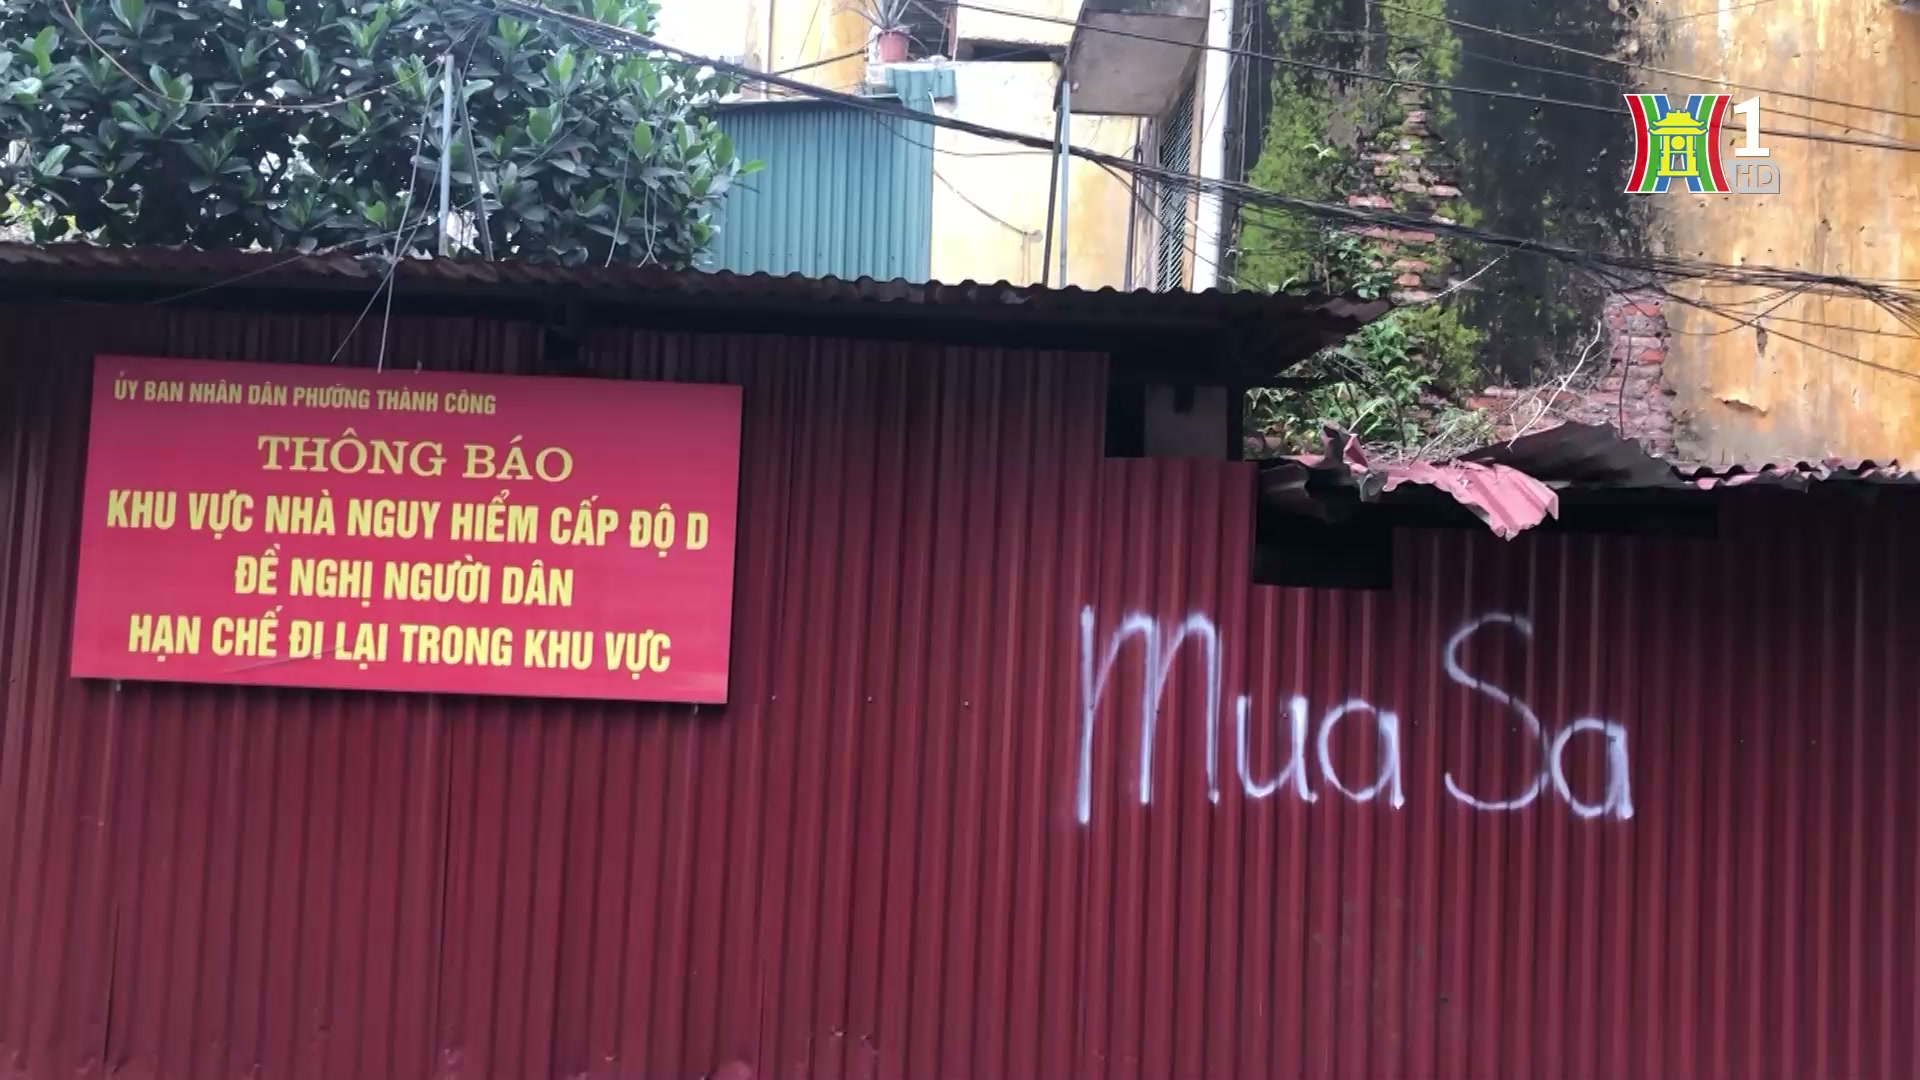 1
HD
ỦY BAN NHÂN DÂN PHƯỜNG THÀNH CÔNG
THÔNG BÁO
KHU VỰC NHÀ NGUY HIỂM CẤP ĐỘ D
ĐỀ NGHỊ NGƯỜI DÂN
HẠN CHẾ ĐI LẠI TRONG KHU VỰC
Mua Sa